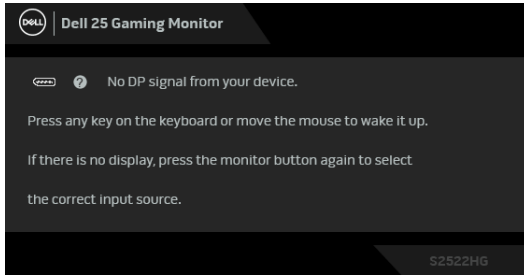 DELL
Dell 25 Gaming Monitor
? No DP signal from your device.
Press any key on the keyboard or move the mouse to wake it up.
If there is no display, press the monitor button again to select
the correct input source.
S2522HG